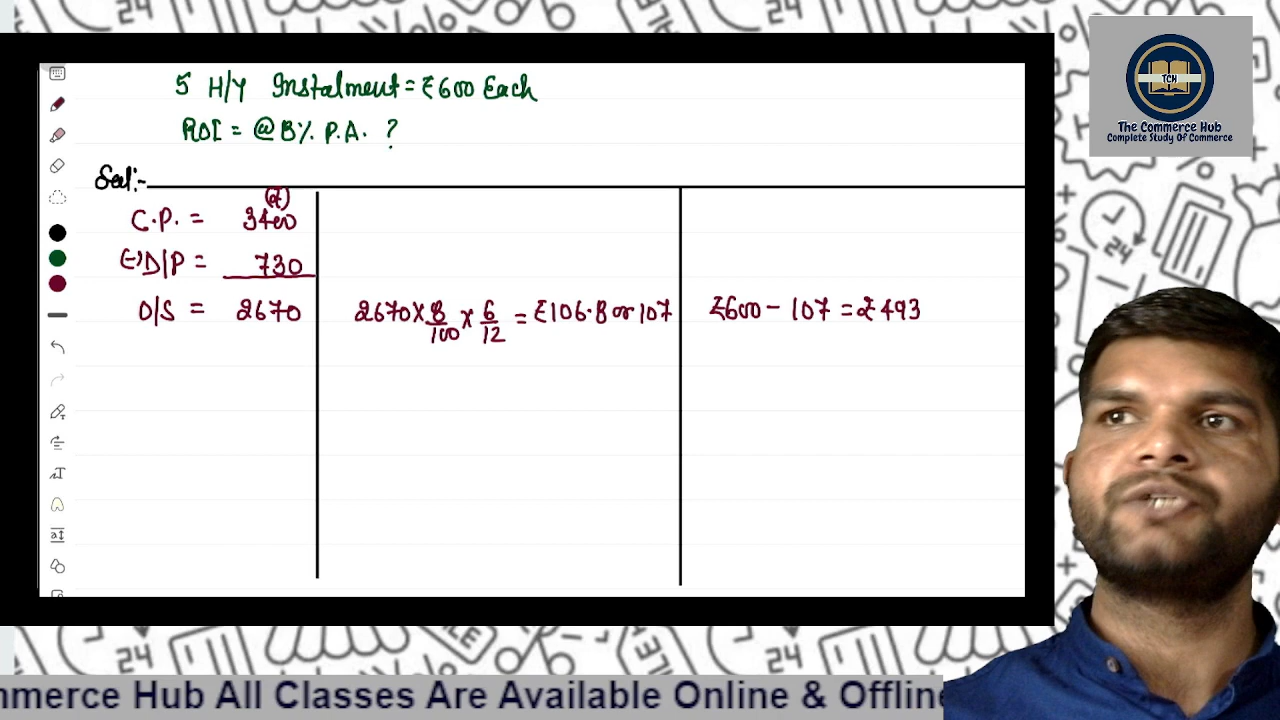 5 H/Y Instalment = ₹600 Each
ROI = @ 8% P.A. ?
Sol:-
(₹)
C.P. = 3400
(-) D/P = 730
O/S = 2670
2670 × 8/100 × 6/12 = ₹106.8 or 107
₹600 - 107 = ₹493
TCH
The Commerce Hub
Complete Study Of Commerce
mmerce Hub All Classes Are Available Online & Offline